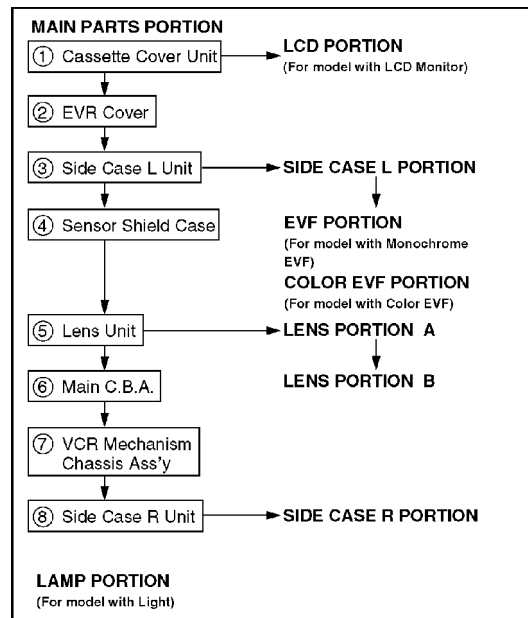 MAIN PARTS PORTION
① Cassette Cover Unit
LCD PORTION
(For model with LCD Monitor)
② EVR Cover
③ Side Case L Unit
SIDE CASE L PORTION
④ Sensor Shield Case
EVF PORTION
(For model with Monochrome
EVF)
COLOR EVF PORTION
(For model with Color EVF)
⑤ Lens Unit
LENS PORTION A
⑥ Main C.B.A.
LENS PORTION B
⑦ VCR Mechanism
Chassis Ass'y
⑧ Side Case R Unit
SIDE CASE R PORTION
LAMP PORTION
(For model with Light)